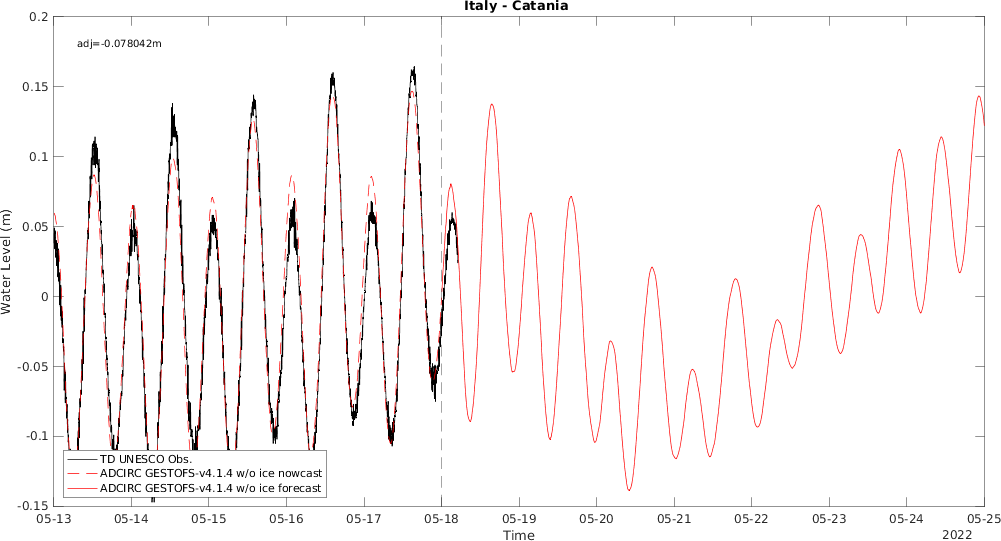 Italy - Catania
adj=-0.078042m
0.2
0.15
0.1
0.05
0
-0.05
-0.1
-0.15
Water Level (m)
TD UNESCO Obs.
ADCIRC GESTOFS-v4.1.4 w/o ice nowcast
ADCIRC GESTOFS-v4.1.4 w/o ice forecast
05-13 05-14 05-15 05-16 05-17 05-18 05-19 05-20 05-21 05-22 05-23 05-24 05-25
Time
2022